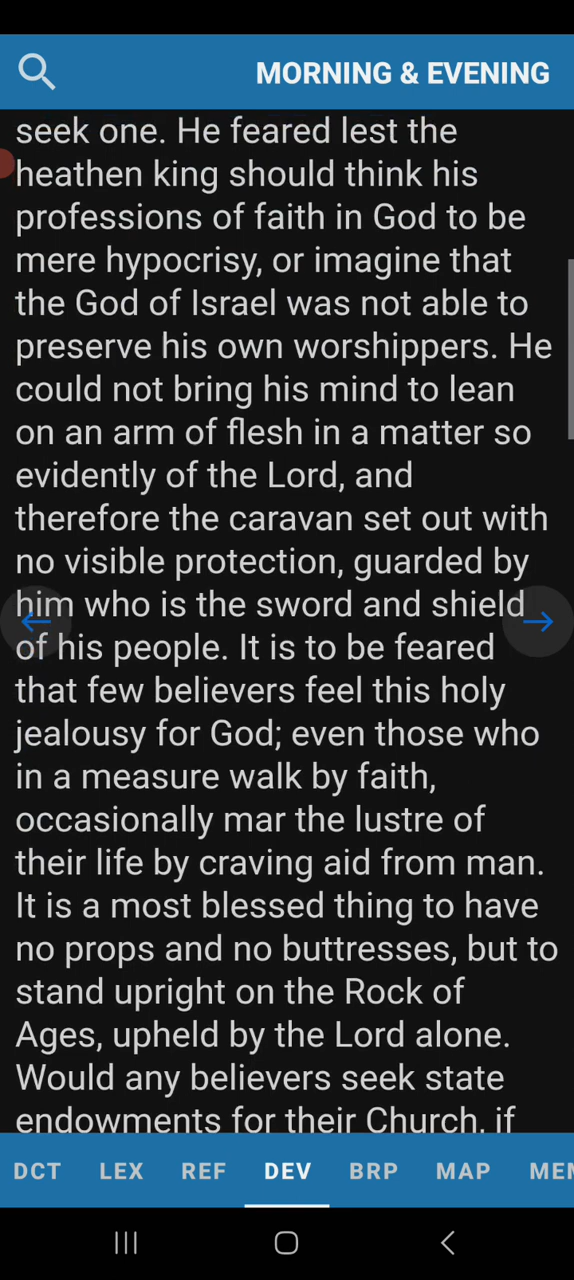 MORNING & EVENING
seek one. He feared lest the
heathen king should think his
professions of faith in God to be
mere hypocrisy, or imagine that
the God of Israel was not able to
preserve his own worshippers. He
could not bring his mind to lean
on an arm of flesh in a matter so
evidently of the Lord, and
therefore the caravan set out with
no visible protection, guarded by
him who is the sword and shield
of his people. It is to be feared
that few believers feel this holy
jealousy for God; even those who
in a measure walk by faith,
occasionally mar the lustre of
their life by craving aid from man.
It is a most blessed thing to have
no props and no buttresses, but to
stand upright on the Rock of
Ages, upheld by the Lord alone.
Would any believers seek state
endowments for their Church, if
DCT LEX REF DEV BRP MAP MEM